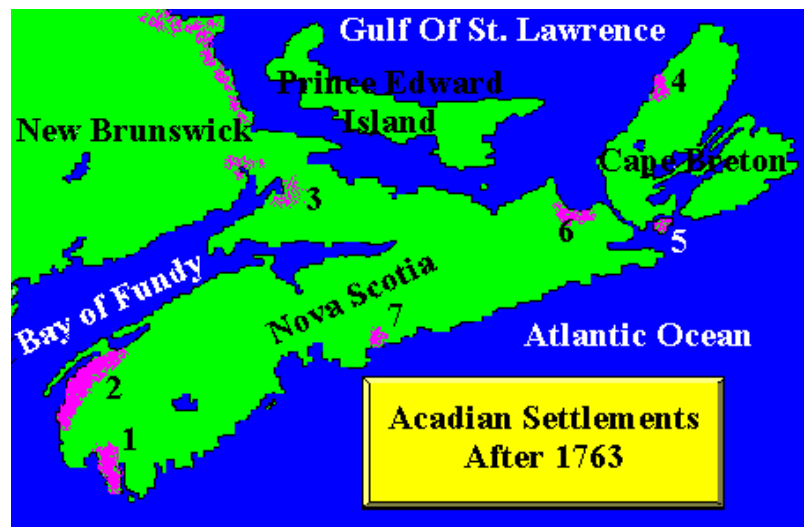 Gulf Of St. Lawrence
Prince Edward
Island
4
New Brunswick
Cape Breton
3
6
5
Bay of Fundy
Nova Scotia
7
Atlantic Ocean
2
1
Acadian Settlements
After 1763